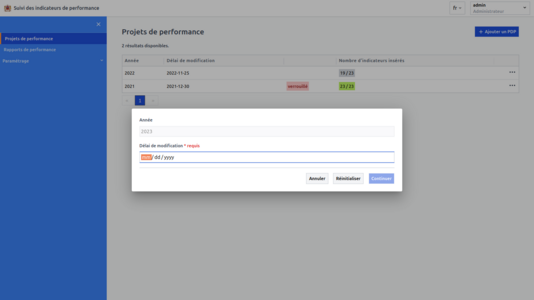 Suivi des indicateurs de performance
fr
admin
Administrateur
Projets de performance
Rapports de performance
Paramétrage
Projets de performance
+ Ajouter un PDP
2 résultats disponibles.
Année Délai de modification Nombre d'indicateurs insérés
2022 2022-11-25 19 / 23
2021 2021-12-30 verrouillé 23 / 23
1
Année
2023
Délai de modification * requis
mm/dd/yyyy
Annuler Réinitialiser Continuer